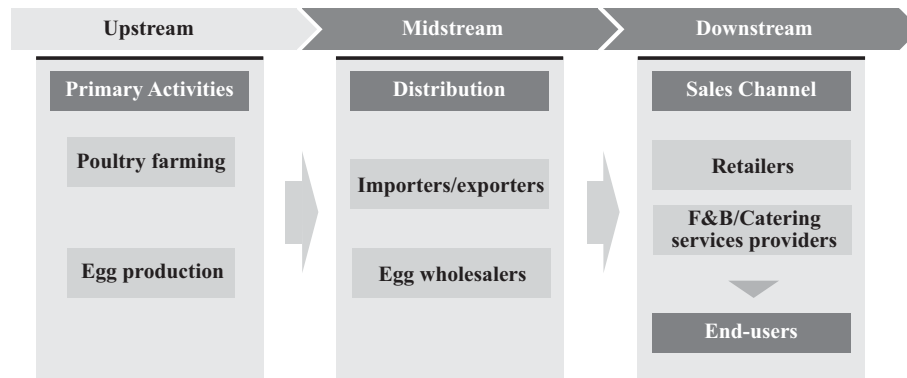 Upstream
Midstream
Downstream
Primary Activities
Poultry farming
Egg production
Distribution
Importers/exporters
Egg wholesalers
Sales Channel
Retailers
F&B/Catering
services providers
End-users